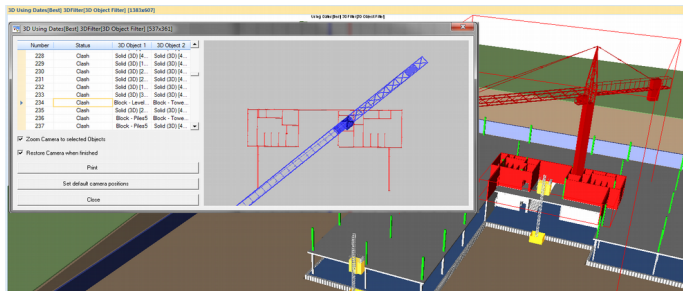 3D Using Dates[Best] 3DFilter[3D Object Filter] [1383x607]
Using Dates[Best] 3DFilter[3D Object Filter]
3D Using Dates[Best] 3DFilter[3D Object Filter] [537x361]
Number Status 3D Object 1 3D Object 2
228 Clash Solid (3D) [4... Solid (3D) [4...
229 Clash Solid (3D) [1... Solid (3D) [4...
230 Clash Solid (3D) [2... Solid (3D) [4...
231 Clash Solid (3D) [2... Solid (3D) [4...
232 Clash Solid (3D) [1... Solid (3D) [4...
233 Clash Solid (3D) [3... Solid (3D) [4...
234 Clash Block - Level... Block - Towe...
235 Clash Solid (3D) [2... Block - Towe...
236 Clash Block - Piles5 Block - Towe...
237 Clash Block - Piles5 Solid (3D) [4...
Zoom Camera to selected Objects
Restore Camera when finished
Print
Set default camera positions
Close